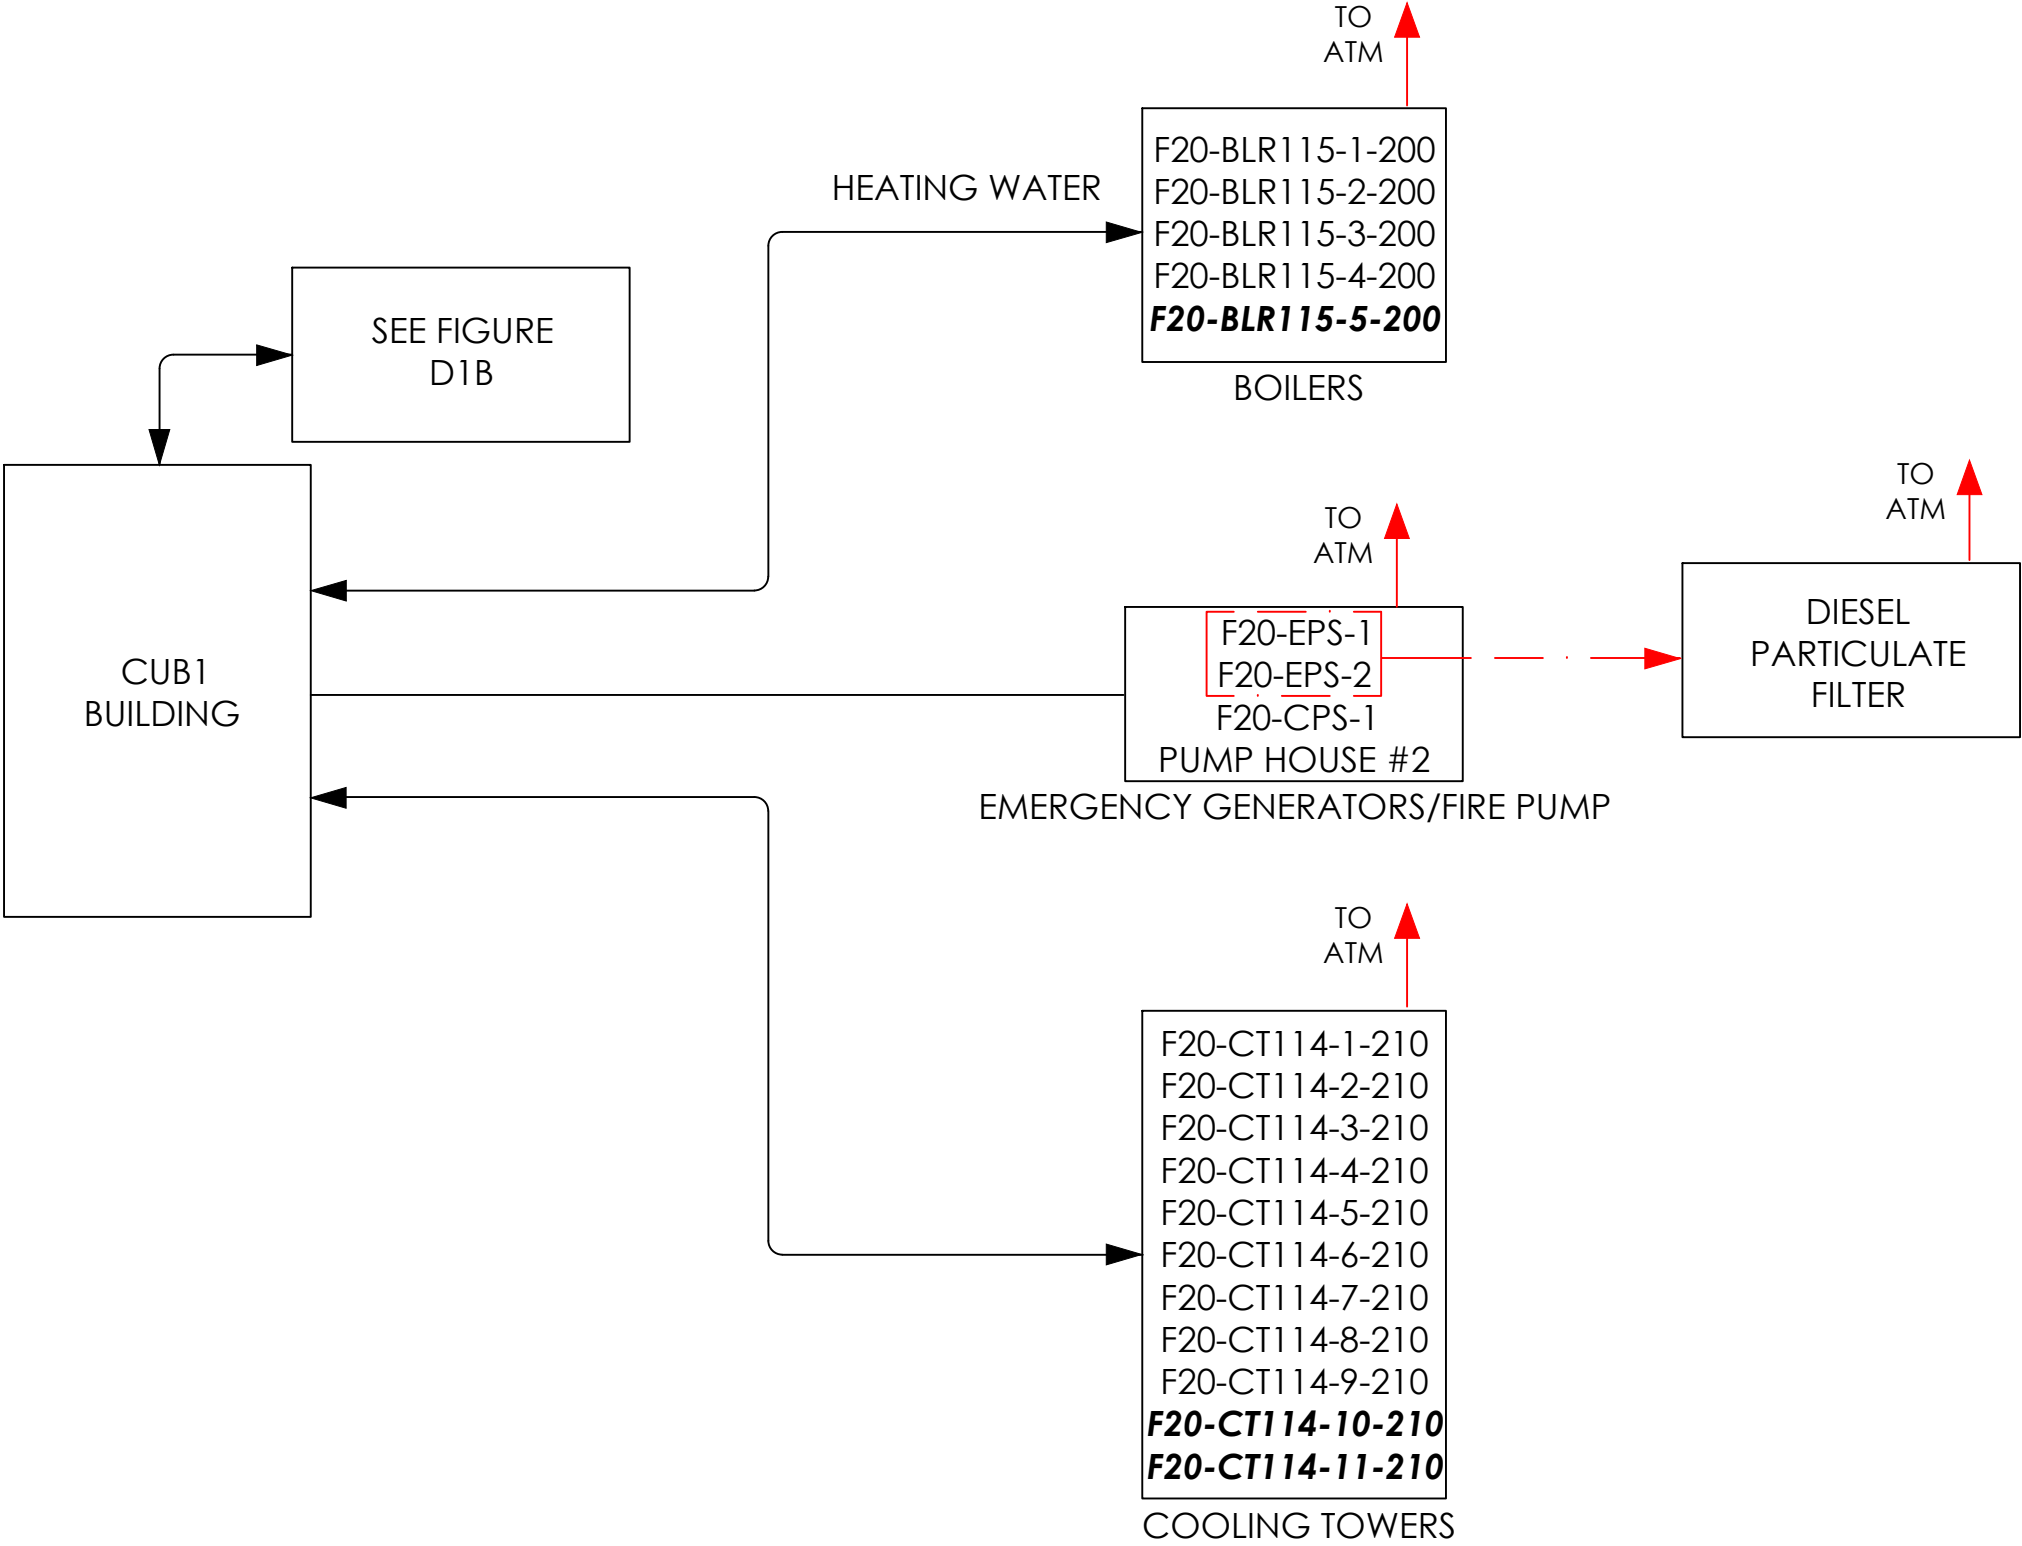 TO
ATM
F20-BLR115-1-200
F20-BLR115-2-200
F20-BLR115-3-200
F20-BLR115-4-200
F20-BLR115-5-200
BOILERS
HEATING WATER
SEE FIGURE
D1B
CUB1
BUILDING
TO
ATM
F20-EPS-1
F20-EPS-2
F20-CPS-1
PUMP HOUSE #2
EMERGENCY GENERATORS/FIRE PUMP
TO
ATM
DIESEL
PARTICULATE
FILTER
TO
ATM
F20-CT114-1-210
F20-CT114-2-210
F20-CT114-3-210
F20-CT114-4-210
F20-CT114-5-210
F20-CT114-6-210
F20-CT114-7-210
F20-CT114-8-210
F20-CT114-9-210
F20-CT114-10-210
F20-CT114-11-210
COOLING TOWERS